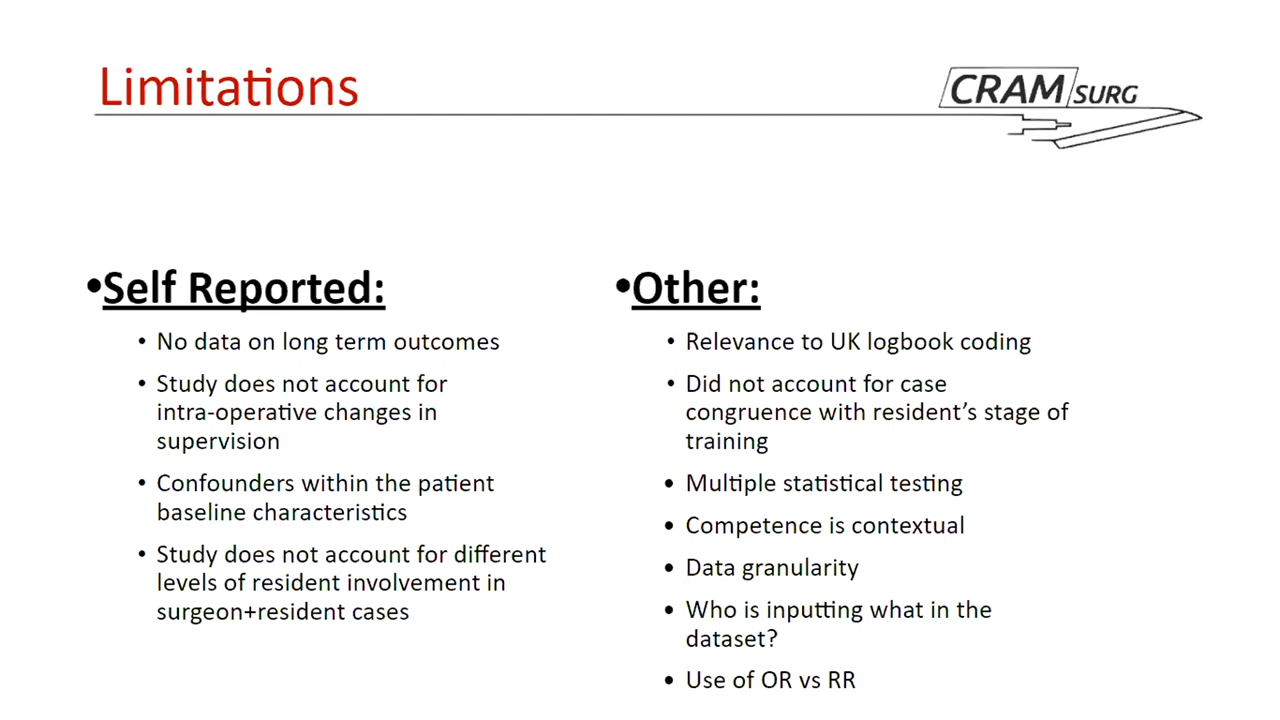 Limitations
CRAM SURG
•Self Reported:
• No data on long term outcomes
• Study does not account for
intra-operative changes in
supervision
• Confounders within the patient
baseline characteristics
• Study does not account for different
levels of resident involvement in
surgeon+resident cases
•Other:
• Relevance to UK logbook coding
• Did not account for case
congruence with resident’s stage of
training
• Multiple statistical testing
• Competence is contextual
• Data granularity
• Who is inputting what in the
dataset?
• Use of OR vs RR